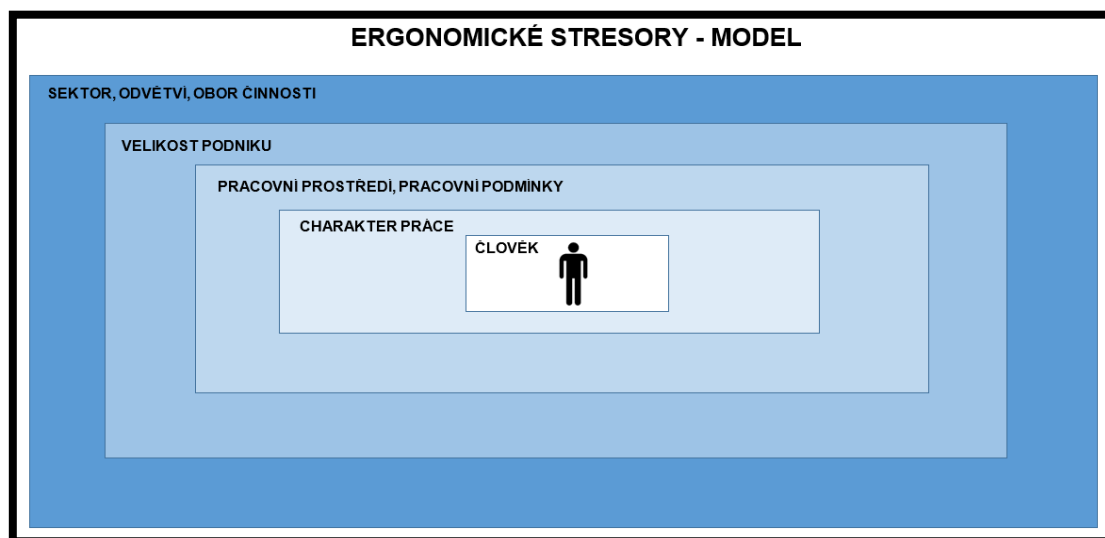 ERGONOMICKÉ STRESORY - MODEL
SEKTOR, ODVĚTVÍ, OBOR ČINNOSTI
VELIKOST PODNIKU
PRACOVNÍ PROSTŘEDÍ, PRACOVNÍ PODMÍNKY
CHARAKTER PRÁCE
ČLOVĚK